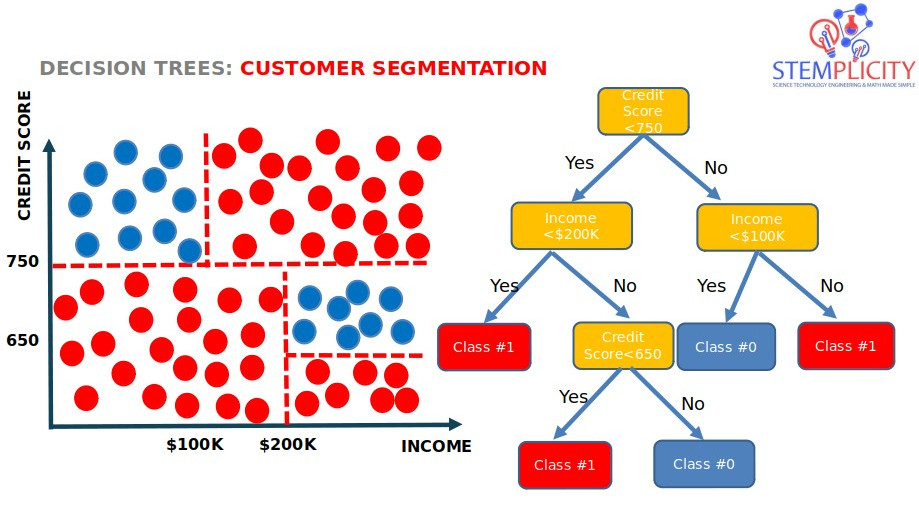 STEMPLICITY
SCIENCE TECHNOLOGY ENGINEERING & MATH MADE SIMPLE
DECISION TREES: CUSTOMER SEGMENTATION
CREDIT SCORE
750
650
$100K
$200K
INCOME
Credit
Score
<750
Yes
No
Income
<$200K
Income
<$100K
Yes
No
Yes
No
Class #1
Credit
Score<650
Class #0
Class #1
Yes
No
Class #1
Class #0